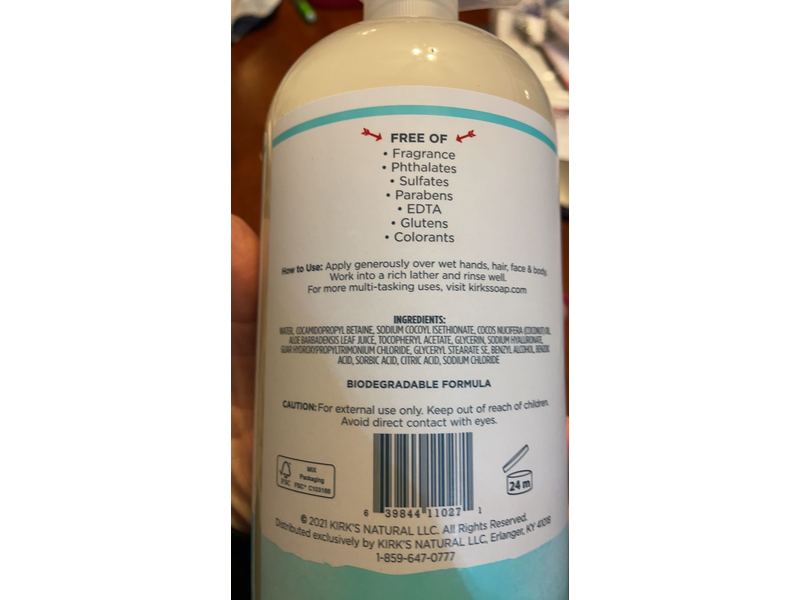 FREE OF
• Fragrance
• Phthalates
• Sulfates
• Parabens
• EDTA
• Glutens
• Colorants
How to Use: Apply generously over wet hands, hair, face & body.
Work into a rich lather and rinse well.
For more multi-tasking uses, visit kirkssoap.com
INGREDIENTS:
WATER, COCAMIDOPROPYL BETAINE, SODIUM COCOYL ISETHIONATE, COCOS NUCIFERA (COCONUT) OIL,
ALOE BARBADENSIS LEAF JUICE, TOCOPHERYL ACETATE, GLYCERIN, SODIUM HYALURONATE,
GUAR HYDROXYPROPYLTRIMONIUM CHLORIDE, GLYCERYL STEARATE SE, BENZYL ALCOHOL, BENZOIC
ACID, SORBIC ACID, CITRIC ACID, SODIUM CHLORIDE
BIODEGRADABLE FORMULA
CAUTION: For external use only. Keep out of reach of children.
Avoid direct contact with eyes.
FSC
MIX
Packaging
FSC® C103186
24 m
6 39844 11027 1
© 2021 KIRK'S NATURAL LLC. All Rights Reserved.
Distributed exclusively by KIRK'S NATURAL LLC, Erlanger, KY 41018
1-859-647-0777